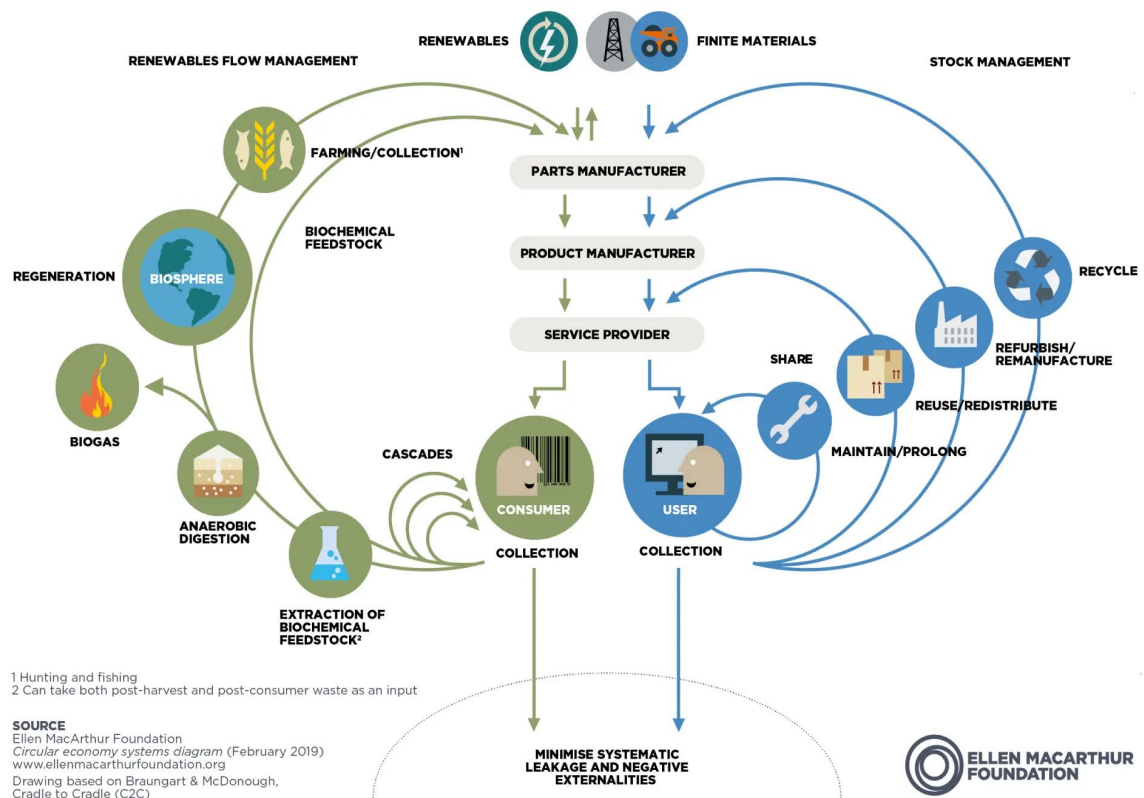 RENEWABLES
FINITE MATERIALS
RENEWABLES FLOW MANAGEMENT
STOCK MANAGEMENT
FARMING/COLLECTION¹
PARTS MANUFACTURER
BIOCHEMICAL
FEEDSTOCK
PRODUCT MANUFACTURER
REGENERATION
BIOSPHERE
RECYCLE
SERVICE PROVIDER
SHARE
REFURBISH/
REMANUFACTURE
REUSE/REDISTRIBUTE
BIOGAS
CASCADES
MAINTAIN/PROLONG
CONSUMER
USER
ANAEROBIC
DIGESTION
COLLECTION
COLLECTION
EXTRACTION OF
BIOCHEMICAL
FEEDSTOCK²
1 Hunting and fishing
2 Can take both post-harvest and post-consumer waste as an input
SOURCE
Ellen MacArthur Foundation
Circular economy systems diagram (February 2019)
www.ellenmacarthurfoundation.org
Drawing based on Braungart & McDonough,
Cradle to Cradle (C2C)
MINIMISE SYSTEMATIC
LEAKAGE AND NEGATIVE
EXTERNALITIES
ELLEN MACARTHUR
FOUNDATION